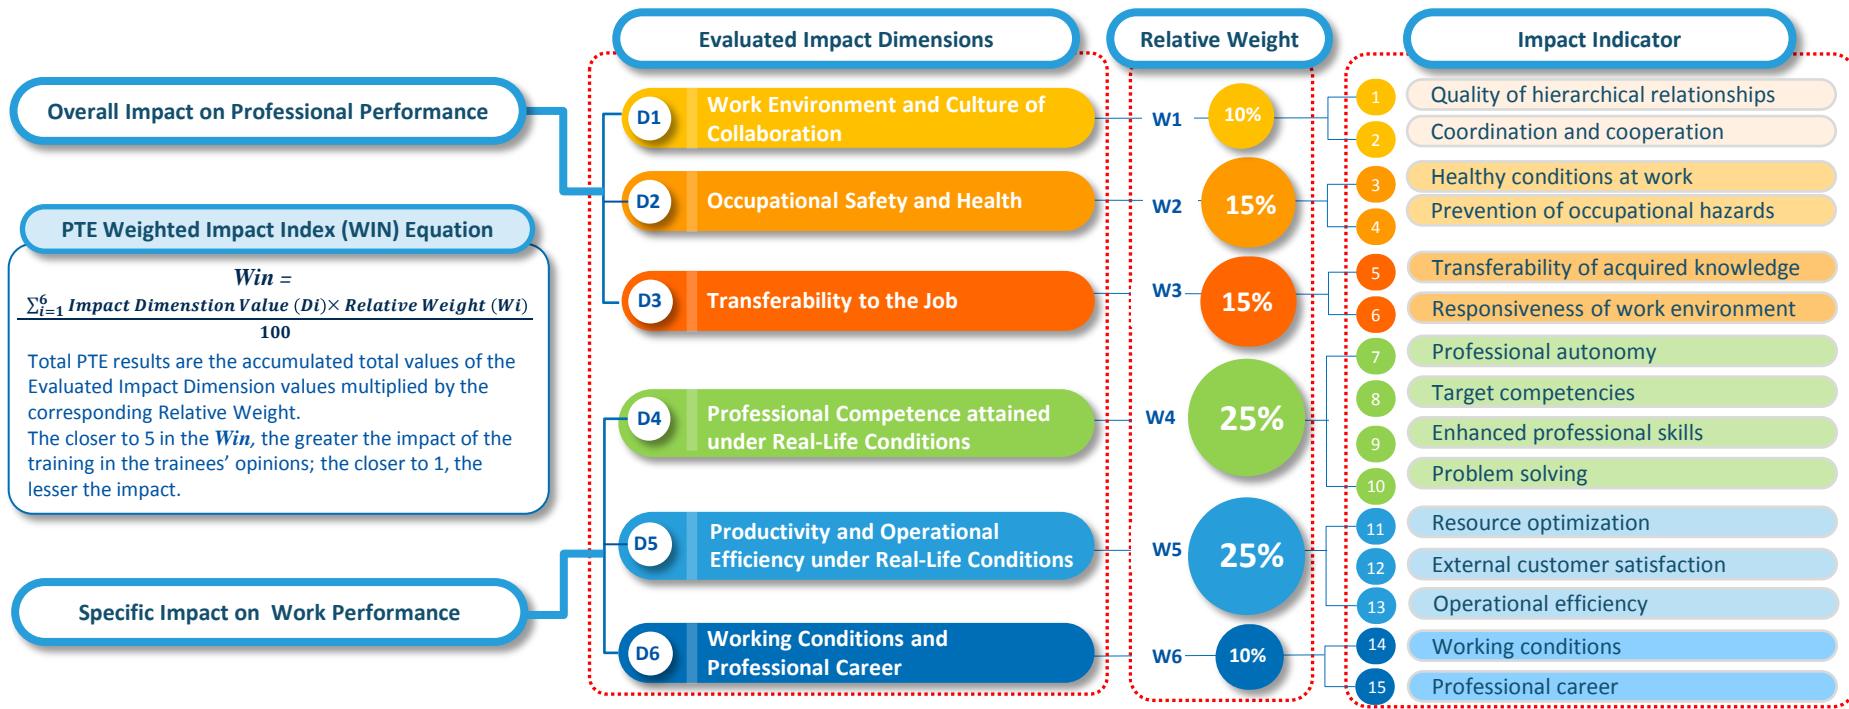 Evaluated Impact Dimensions
Relative Weight
Impact Indicator
Overall Impact on Professional Performance
PTE Weighted Impact Index (WIN) Equation
Win =
∑⁶ᵢ₌₁ Impact Dimenstion Value (Di)× Relative Weight (Wi)
100
Total PTE results are the accumulated total values of the
Evaluated Impact Dimension values multiplied by the
corresponding Relative Weight.
The closer to 5 in the Win, the greater the impact of the
training in the trainees’ opinions; the closer to 1, the
lesser the impact.
Specific Impact on Work Performance
D1
Work Environment and Culture of
Collaboration
W1
10%
1
Quality of hierarchical relationships
2
Coordination and cooperation
D2
Occupational Safety and Health
W2
15%
3
Healthy conditions at work
4
Prevention of occupational hazards
D3
Transferability to the Job
W3
15%
5
Transferability of acquired knowledge
6
Responsiveness of work environment
D4
Professional Competence attained
under Real-Life Conditions
W4
25%
7
Professional autonomy
8
Target competencies
9
Enhanced professional skills
10
Problem solving
D5
Productivity and Operational
Efficiency under Real-Life Conditions
W5
25%
11
Resource optimization
12
External customer satisfaction
13
Operational efficiency
D6
Working Conditions and
Professional Career
W6
10%
14
Working conditions
15
Professional career